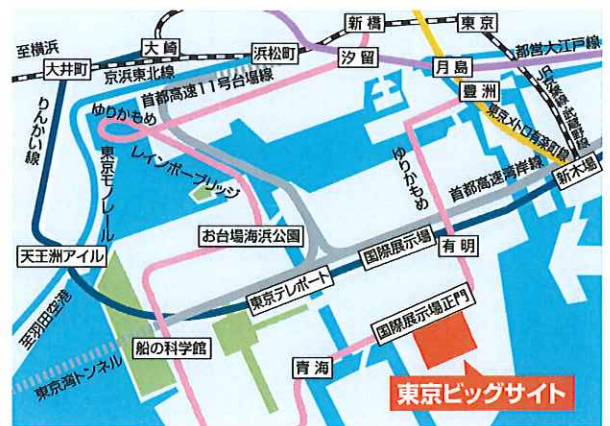 新橋
東京
至横浜
大崎
浜松町
汐留
都営大江戸線
大井町
京浜東北線
月島
首都高速11号台場線
豊洲
JR京葉線・武蔵野線
東京メトロ有楽町線
りんかい線
ゆりかもめ
東京モノレール
レインボーブリッジ
ゆりかもめ
首都高速湾岸線
新木場
お台場海浜公園
国際展示場
有明
天王洲アイル
東京テレポート
国際展示場正門
至羽田空港
船の科学館
東京湾トンネル
青海
東京ビッグサイト